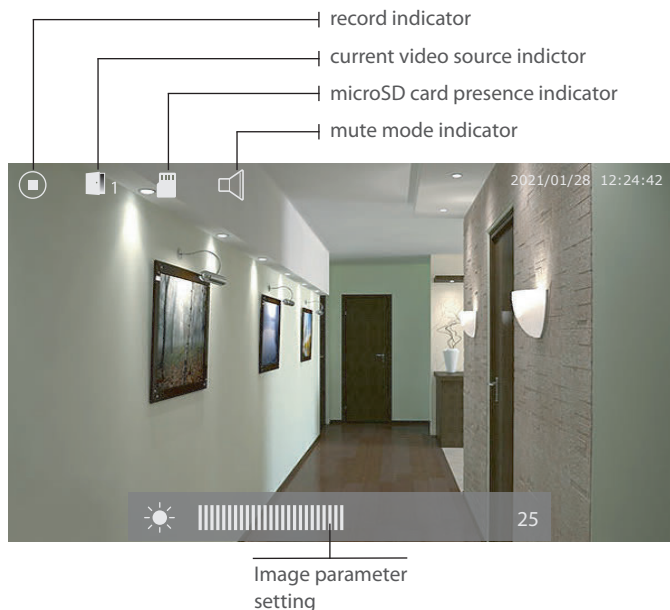 record indicator
current video source indictor
microSD card presence indicator
mute mode indicator
1
2021/01/28 12:24:42
25
Image parameter
setting